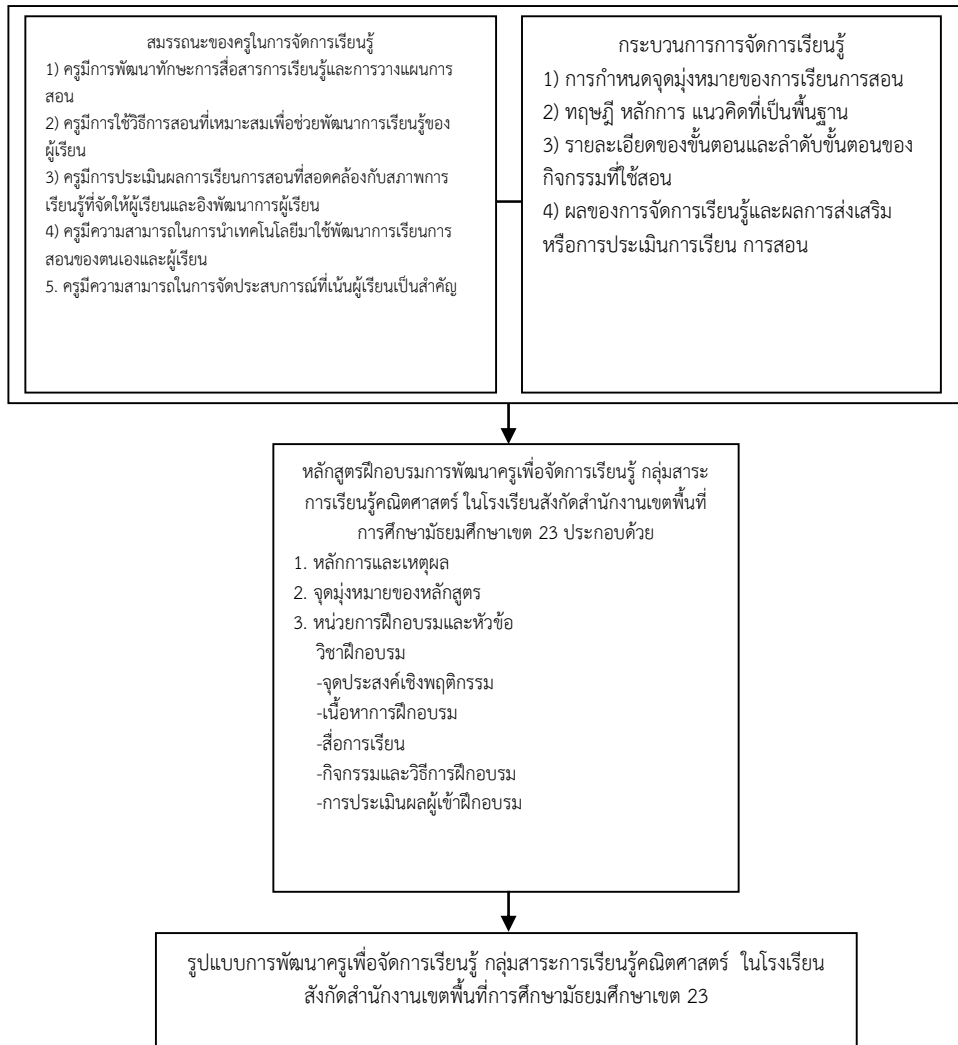 สมรรถนะของครูในการจัดการเรียนรู้
1) ครูมีการพัฒนาทักษะการสื่อสารการเรียนรู้และการวางแผนการ
สอน
2) ครูมีการใช้วิธีการสอนที่เหมาะสมเพื่อช่วยพัฒนาการเรียนรู้ของ
ผู้เรียน
3) ครูมีการประเมินผลการเรียนการสอนที่สอดคล้องกับสภาพการ
เรียนรู้ที่จัดให้ผู้เรียนและอิงพัฒนาการผู้เรียน
4) ครูมีความสามารถในการนำเทคโนโลยีมาใช้พัฒนาการเรียนการ
สอนของตนเองและผู้เรียน
5. ครูมีความสามารถในการจัดประสบการณ์ที่เน้นผู้เรียนเป็นสำคัญ
กระบวนการการจัดการเรียนรู้
1) การกำหนดจุดมุ่งหมายของการเรียนการสอน
2) ทฤษฎี หลักการ แนวคิดที่เป็นพื้นฐาน
3) รายละเอียดของขั้นตอนและลำดับขั้นตอนของ
กิจกรรมที่ใช้สอน
4) ผลของการจัดการเรียนรู้และผลการส่งเสริม
หรือการประเมินการเรียน การสอน
หลักสูตรฝึกอบรมการพัฒนาครูเพื่อจัดการเรียนรู้ กลุ่มสาระ
การเรียนรู้คณิตศาสตร์ ในโรงเรียนสังกัดสำนักงานเขตพื้นที่
การศึกษามัธยมศึกษาเขต 23 ประกอบด้วย
1. หลักการและเหตุผล
2. จุดมุ่งหมายของหลักสูตร
3. หน่วยการฝึกอบรมและหัวข้อ
วิชาฝึกอบรม
-จุดประสงค์เชิงพฤติกรรม
-เนื้อหาการฝึกอบรม
-สื่อการเรียน
-กิจกรรมและวิธีการฝึกอบรม
-การประเมินผลผู้เข้าฝึกอบรม
รูปแบบการพัฒนาครูเพื่อจัดการเรียนรู้ กลุ่มสาระการเรียนรู้คณิตศาสตร์ ในโรงเรียน
สังกัดสำนักงานเขตพื้นที่การศึกษามัธยมศึกษาเขต 23